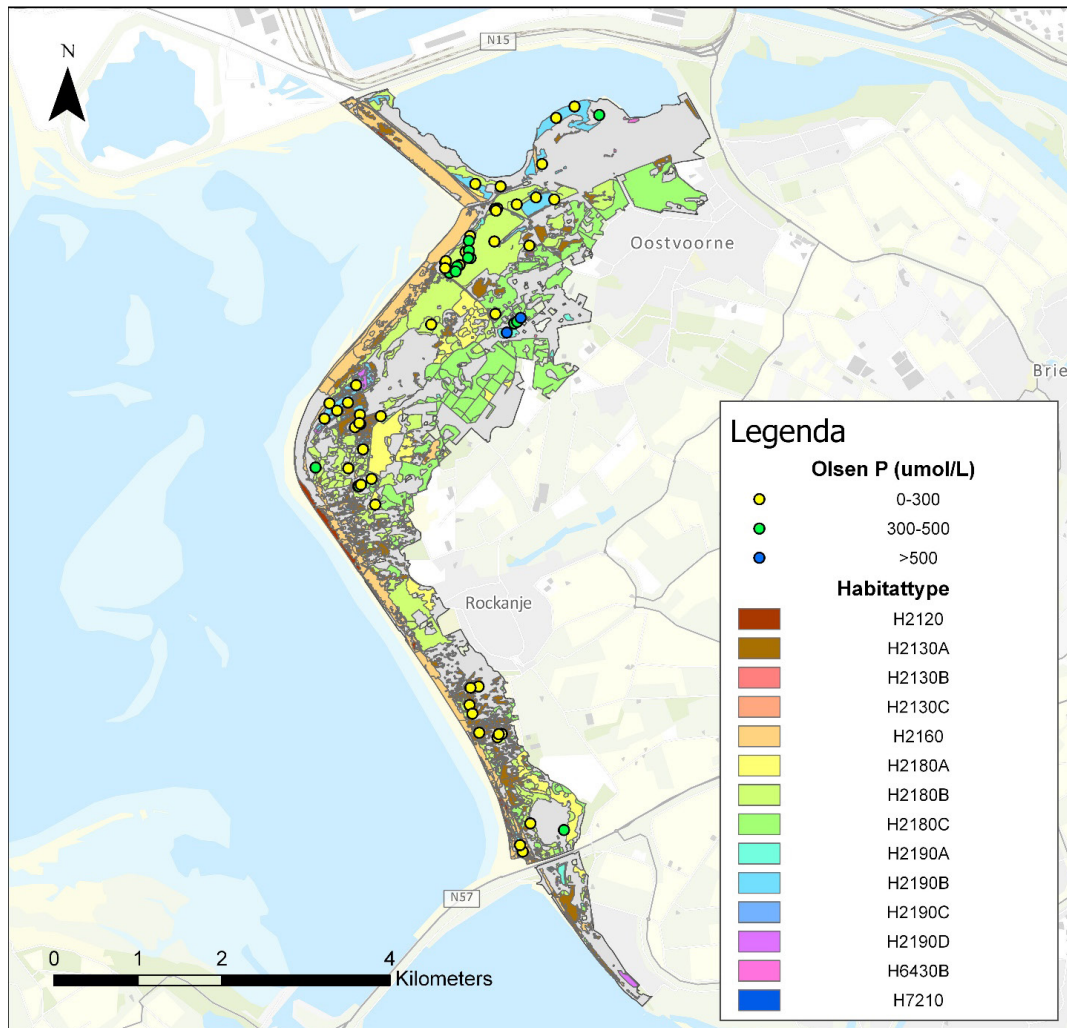 N15
N
Oostvoorne
Brie
Legenda
Olsen P (umol/L)
0-300
300-500
>500
Habitattype
H2120
H2130A
Rockanje
H2130B
H2130C
H2160
H2180A
H2180B
H2180C
H2190A
H2190B
N57
H2190C
H2190D
0 1 2 4
Kilometers
H6430B
H7210